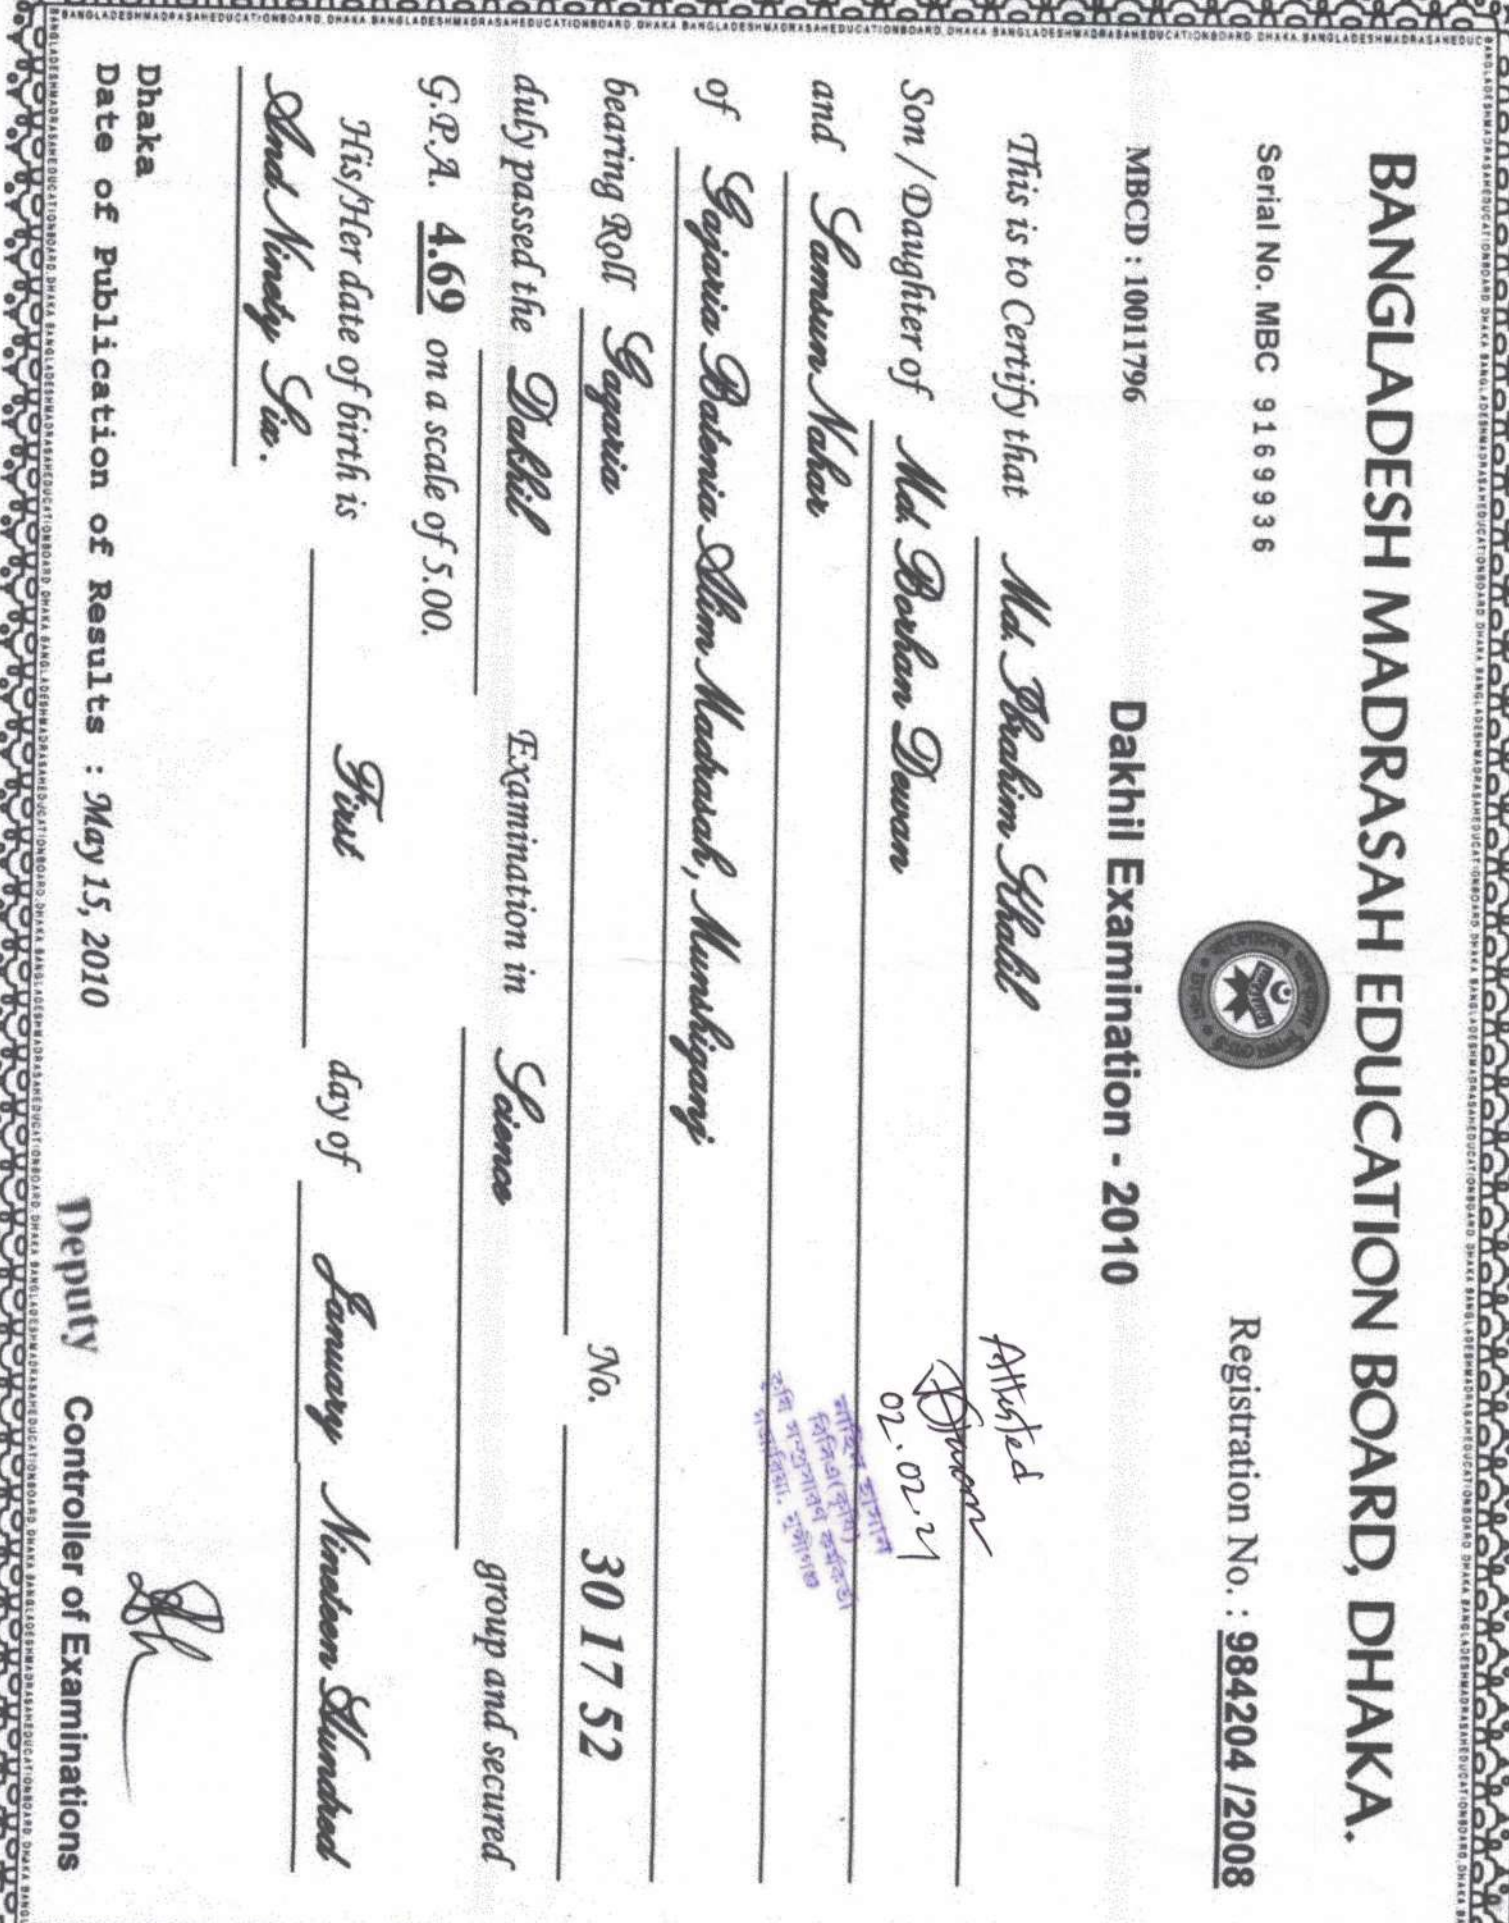 BANGLADESH MADRASAH EDUCATION BOARD, DHAKA.
Serial No. MBC 9169936
Registration No. : 984204 /2008
MBCD : 10011796
Dakhil Examination - 2010
This is to Certify that Md. Ibrahim Khalil
Attested
Son / Daughter of Md. Borhan Dewan
02.02.21
and Samsun Nahar
of Gajaria Batenia Alim Madrasah, Munshiganj
bearing Roll Gagaria No. 30 17 52
duly passed the Dakhil Examination in Science group and secured
G.P.A. 4.69 on a scale of 5.00.
His/Her date of birth is First day of January Nineteen Hundred
And Ninety Six.
Dhaka
Date of Publication of Results : May 15, 2010
Deputy Controller of Examinations